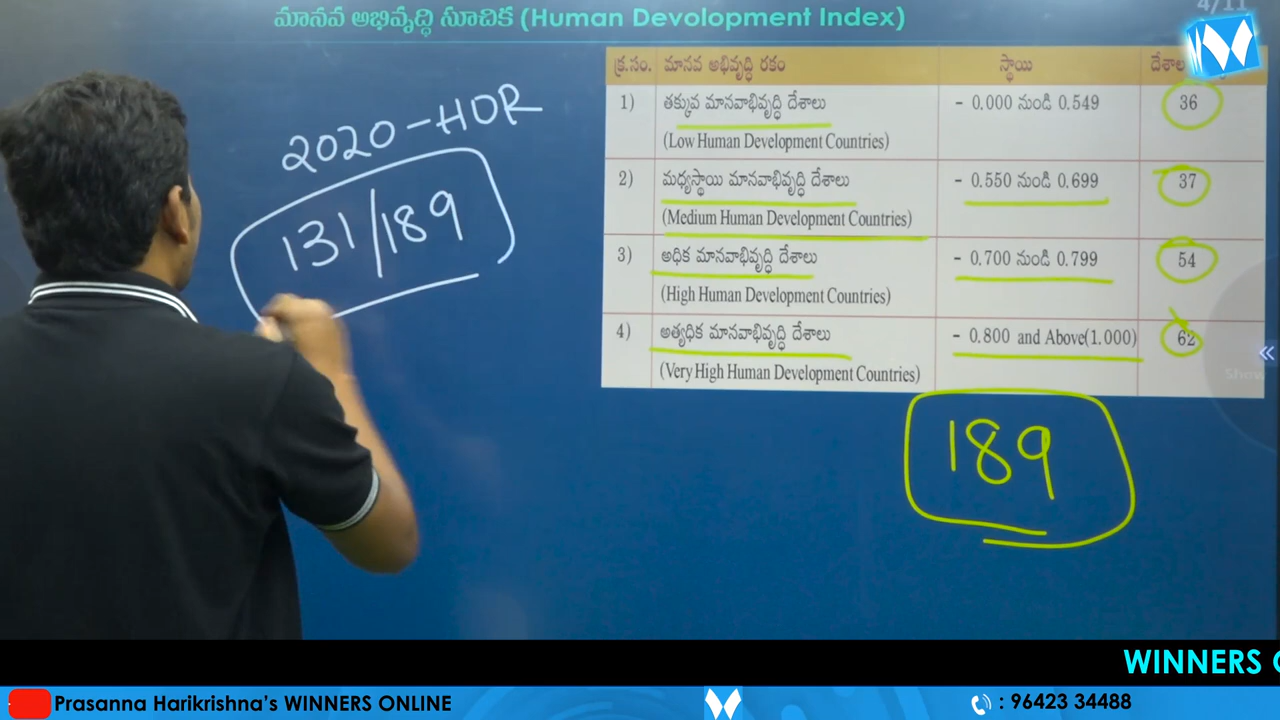 మానవ అభివృద్ధి సూచిక (Human Devolopment Index)
4/11
2020-HDR
131/189
క్ర.సం. మానవ అభివృద్ధి రకం స్థాయి
1) తక్కువ మానవాభివృద్ధి దేశాలు - 0.000 నుండి 0.549 36
(Low Human Development Countries)
2) మధ్యస్థాయి మానవాభివృద్ధి దేశాలు - 0.550 నుండి 0.699 37
(Medium Human Development Countries)
3) అధిక మానవాభివృద్ధి దేశాలు - 0.700 నుండి 0.799 54
(High Human Development Countries)
4) అత్యధిక మానవాభివృద్ధి దేశాలు - 0.800 and Above(1.000) 62
(Very High Human Development Countries)
189
WINNERS
Prasanna Harikrishna's WINNERS ONLINE : 96423 34488